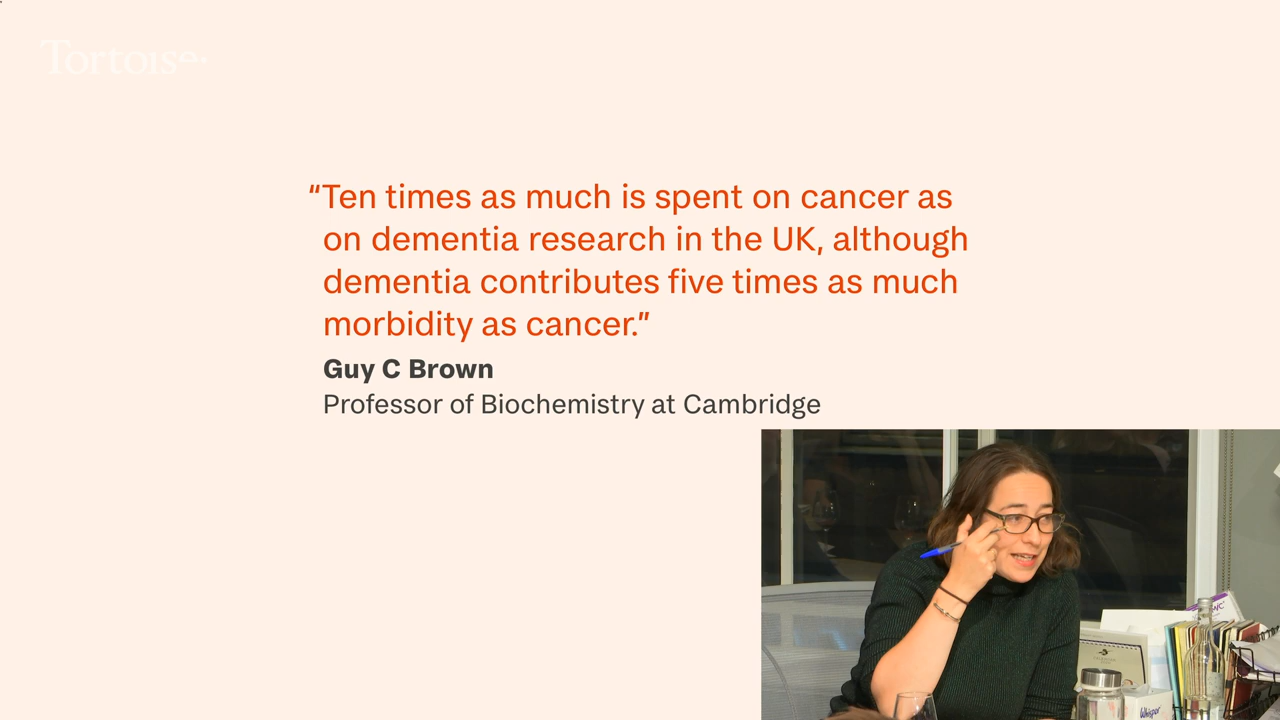 Tortoise
“Ten times as much is spent on cancer as
on dementia research in the UK, although
dementia contributes five times as much
morbidity as cancer.”
Guy C Brown
Professor of Biochemistry at Cambridge
Whisper